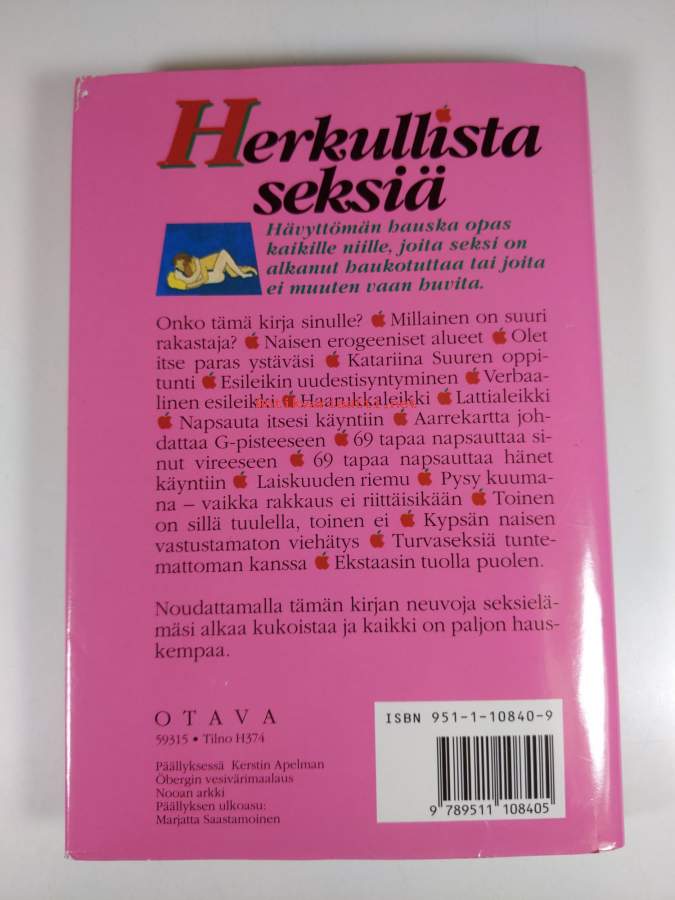 Herkullista
seksiä
Hävyttömän hauska opas
kaikille niille, joita seksi on
alkanut haukotuttaa tai joita
ei muuten vaan huvita.
Onko tämä kirja sinulle? Millainen on suuri
rakastaja? Naisen erogeeniset alueet Olet
itse paras ystäväsi Katariina Suuren oppi-
tunti Esileikin uudestisyntyminen Verbaa-
linen esileikki Haarukkaleikki Lattialeikki
Napsauta itsesi käyntiin Aarrekartta joh-
dattaa G-pisteeseen 69 tapaa napsauttaa si-
nut vireeseen 69 tapaa napsauttaa hänet
käyntiin Laiskuuden riemu Pysy kuuma-
na – vaikka rakkaus ei riittäisikään Toinen
on sillä tuulella, toinen ei Kypsän naisen
vastustamaton viehätys Turvaseksiä tunte-
mattoman kanssa Ekstaasin tuolla puolen.
Noudattamalla tämän kirjan neuvoja seksielä-
mäsi alkaa kukoistaa ja kaikki on paljon haus-
kempaa.
OTAVA
59315 • Tilno H374
Päällyksessä Kerstin Apelman
Öbergin vesivärimaalaus
Nooan arkki
Päällyksen ulkoasu:
Marjatta Saastamoinen
ISBN 951-1-10840-9
9 789511 108405